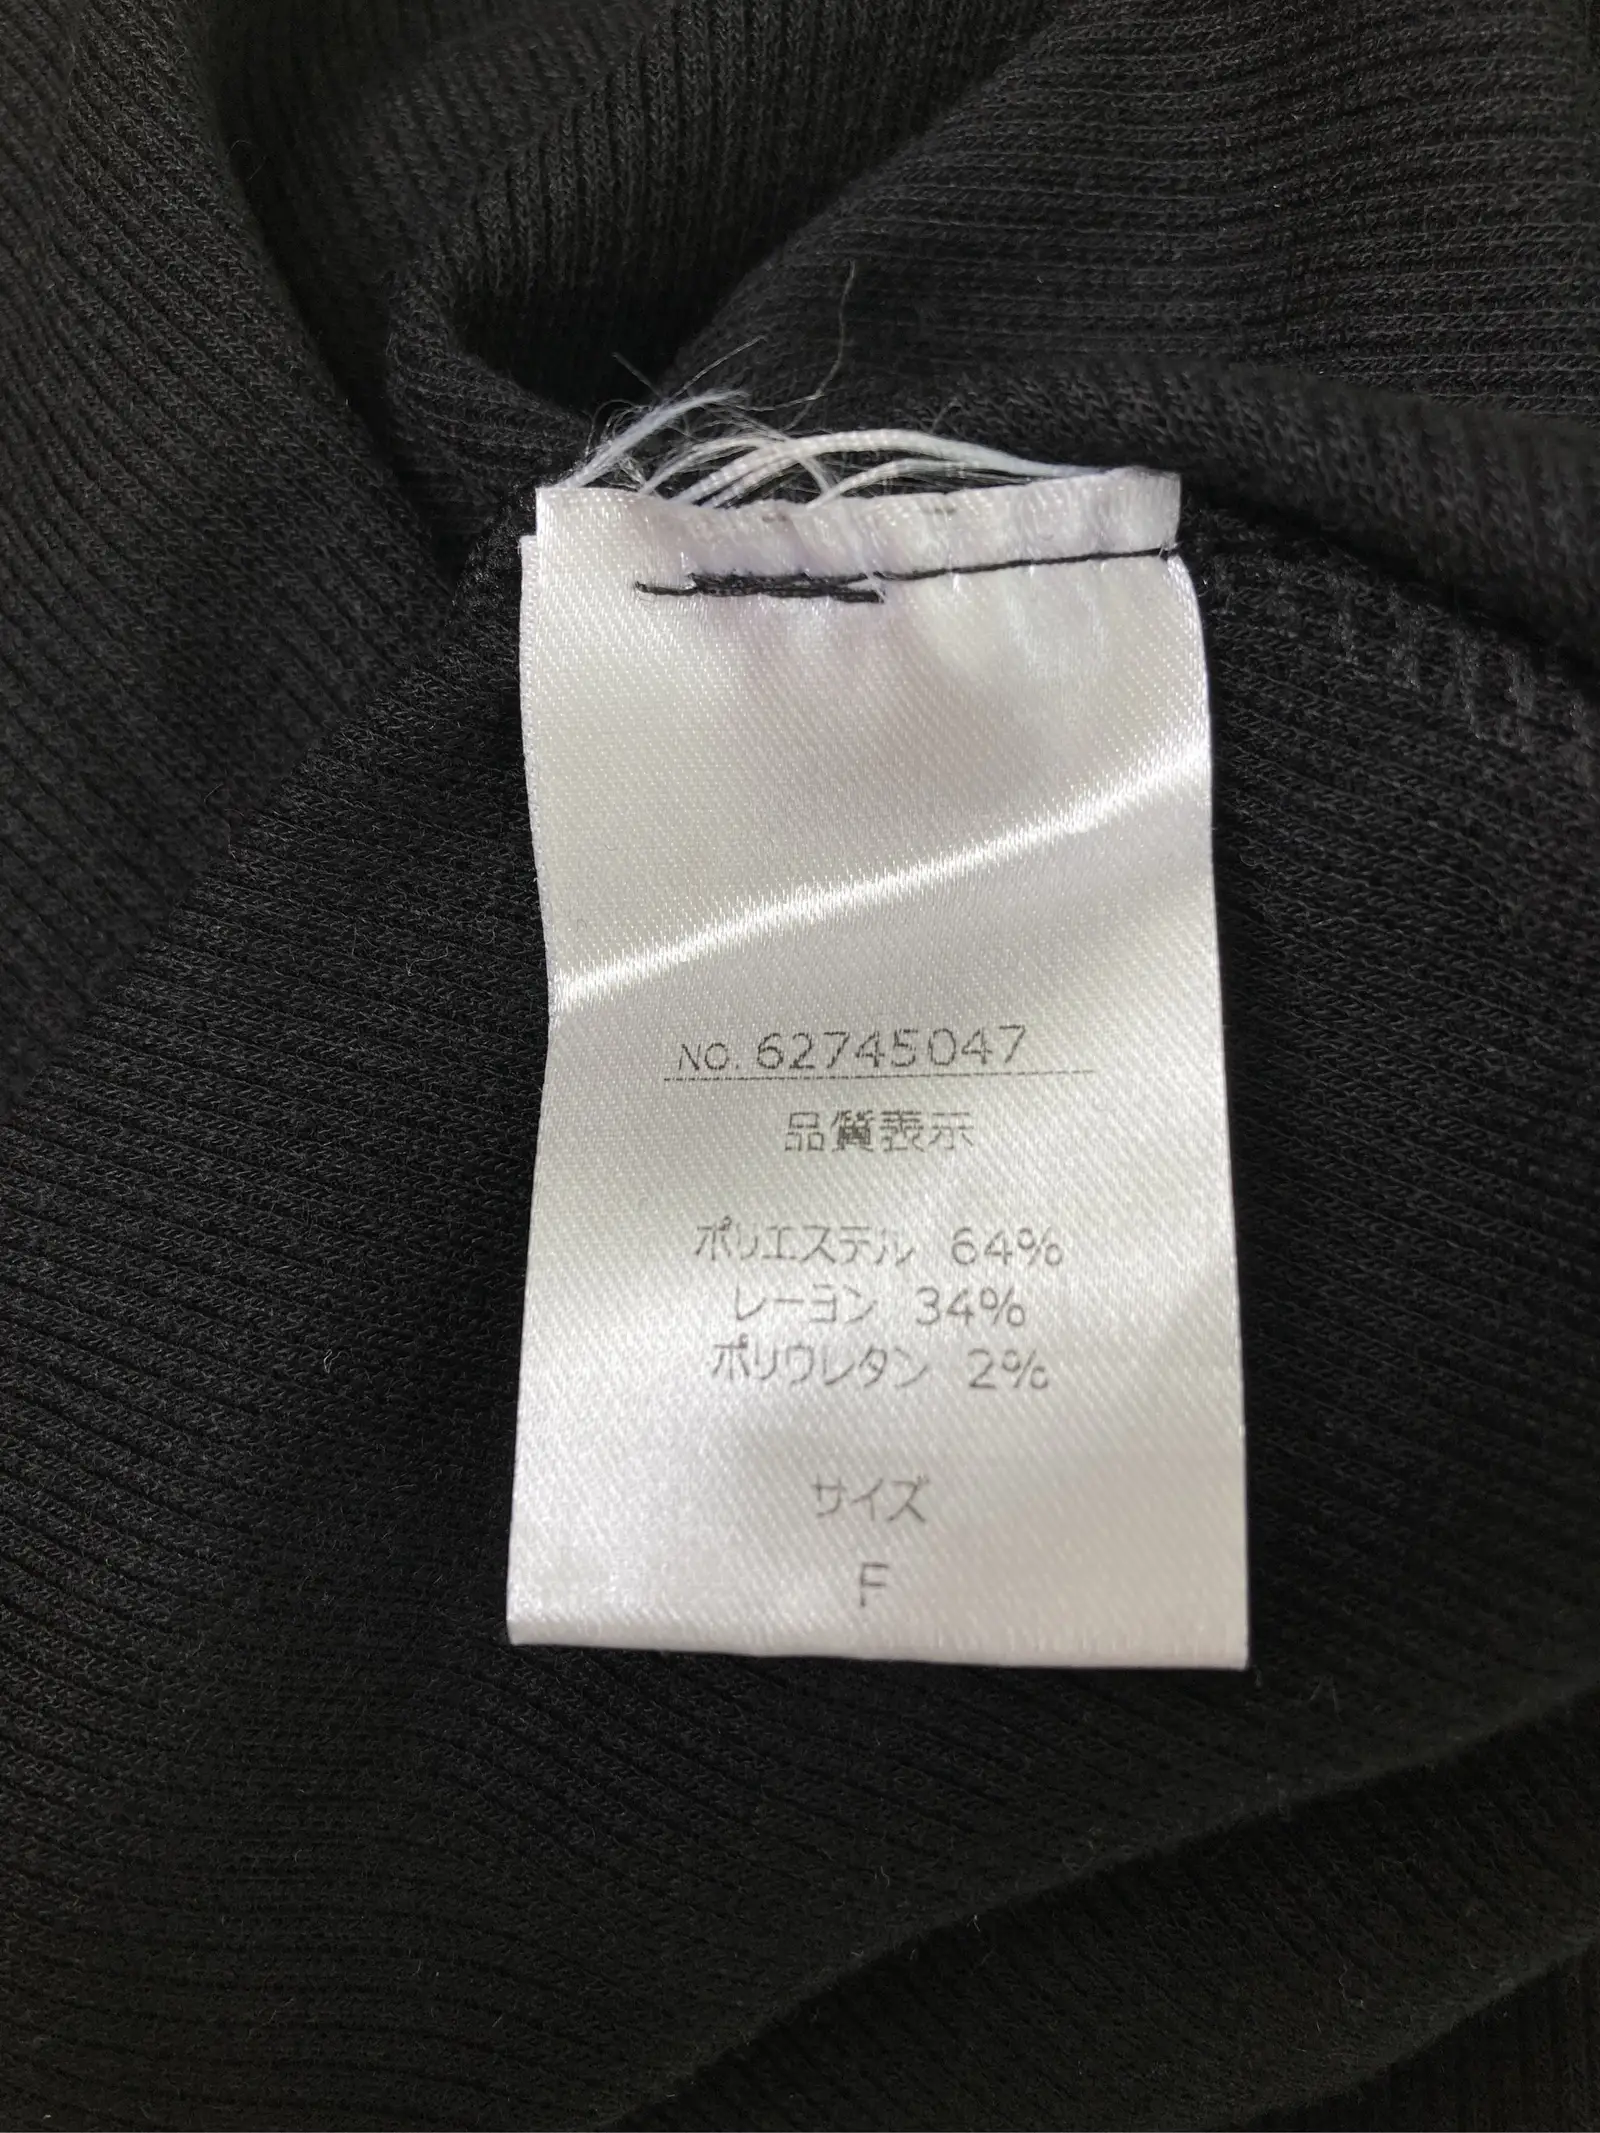 NO. 62745047
品質表示
ポリエステル 64%
レーヨン 34%
ポリウレタン 2%
サイズ
F